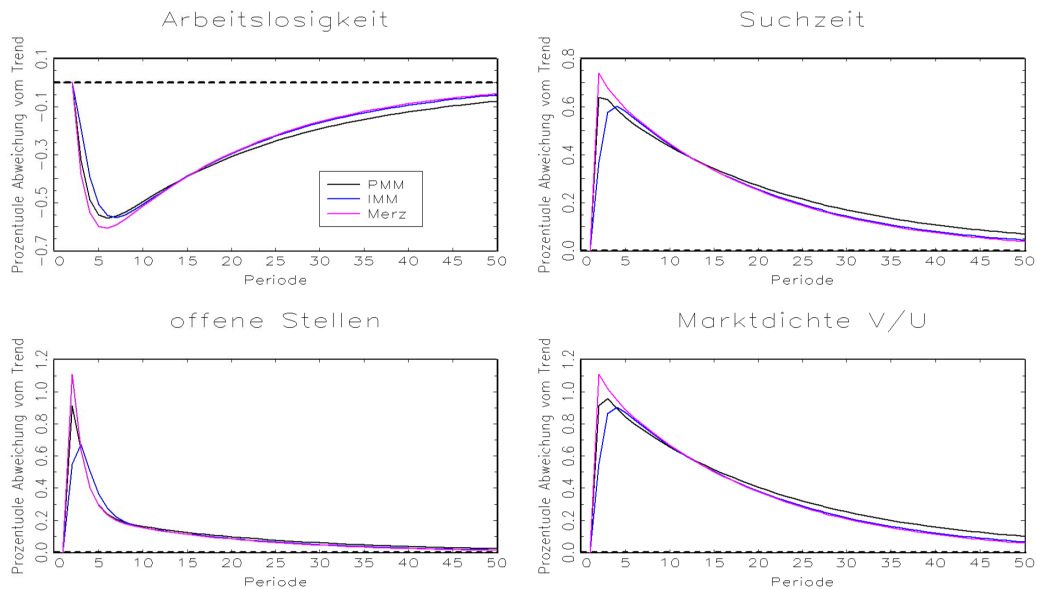 Arbeitslosigkeit
Prozentuale Abweichung vom Trend
0.1
-0.1
-0.3
-0.5
-0.7
PMM
IMM
Merz
0 5 10 15 20 25 30 35 40 45 50
Periode
Suchzeit
Prozentuale Abweichung vom Trend
0.8
0.6
0.4
0.2
0.0
0 5 10 15 20 25 30 35 40 45 50
Periode
offene Stellen
Prozentuale Abweichung vom Trend
1.2
1.0
0.8
0.6
0.4
0.2
0.0
0 5 10 15 20 25 30 35 40 45 50
Periode
Marktdichte V/U
Prozentuale Abweichung vom Trend
1.2
1.0
0.8
0.6
0.4
0.2
0.0
0 5 10 15 20 25 30 35 40 45 50
Periode